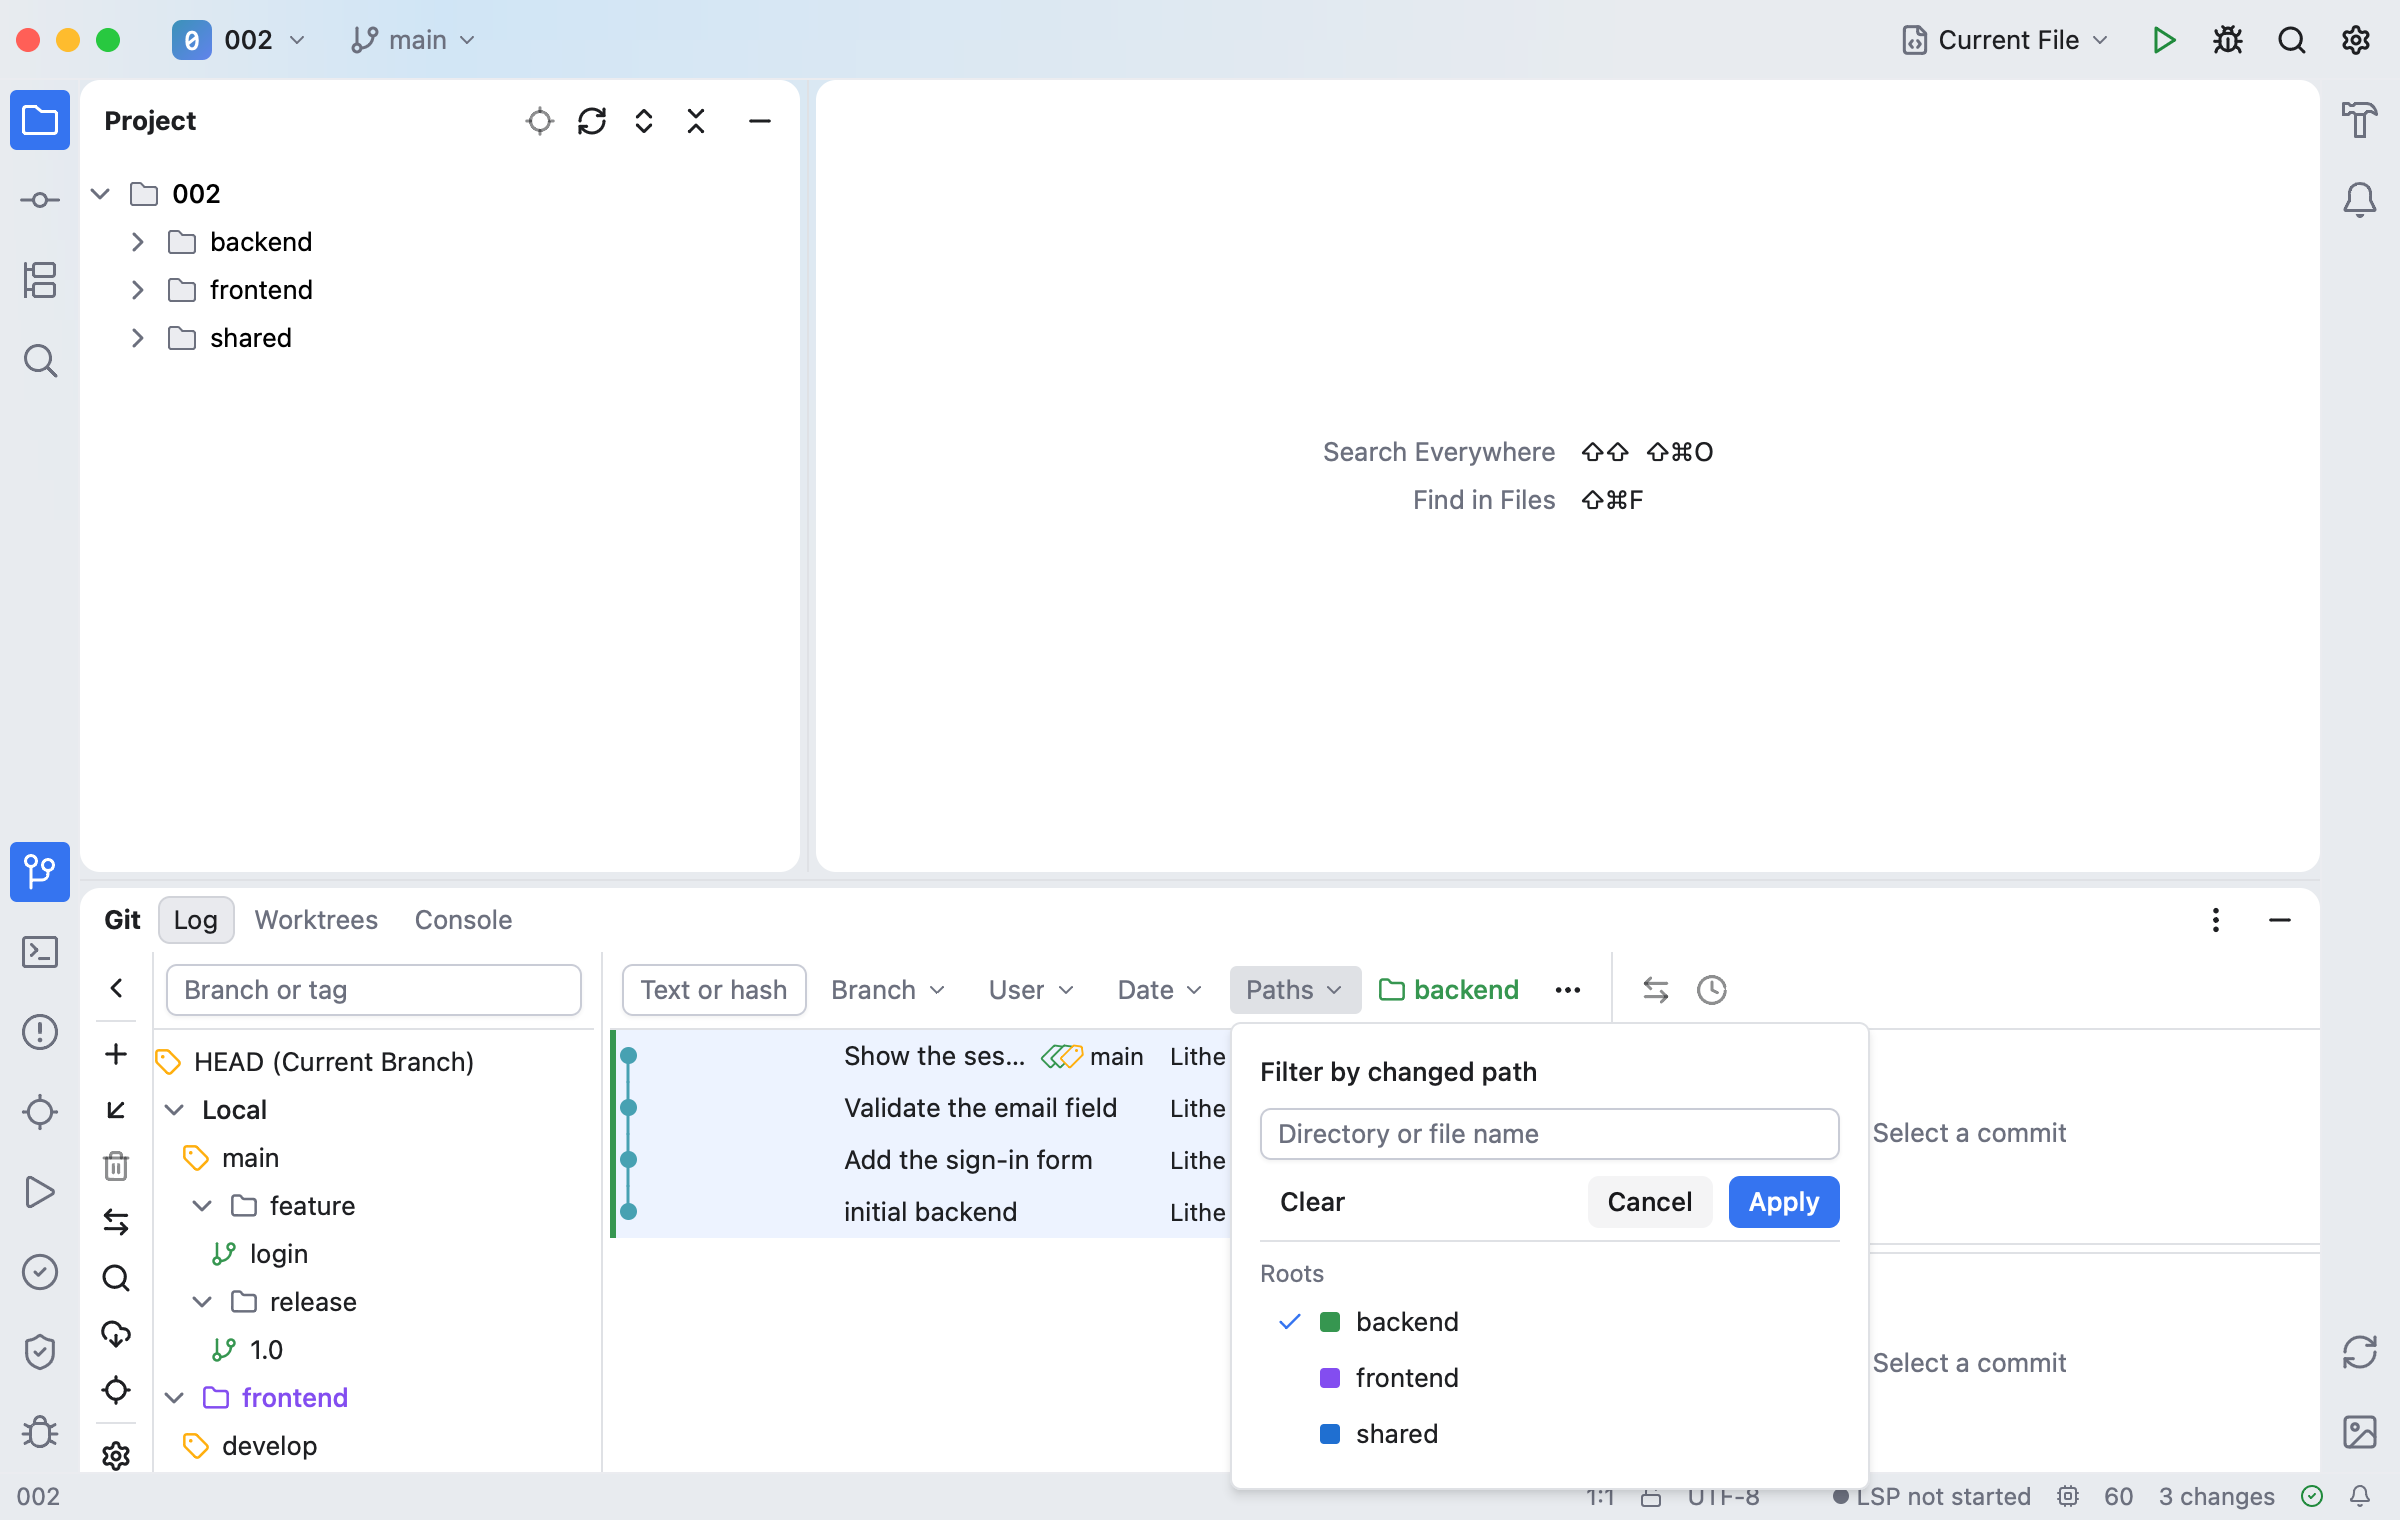 0 002 main Current File
Project
002
backend
frontend
shared
Search Everywhere ⇧⇧ ⇧⌘O
Find in Files ⇧⌘F
Git Log Worktrees Console
Branch or tag
HEAD (Current Branch)
Local
main
feature
login
release
1.0
frontend
develop
Text or hash Branch User Date Paths backend
Show the ses... main Lithe
Validate the email field Lithe
Add the sign-in form Lithe
initial backend Lithe
Filter by changed path
Directory or file name
Clear Cancel Apply
Roots
backend
frontend
shared
Select a commit
Select a commit
002 1:1 UTF-8 LSP not started 60 3 changes